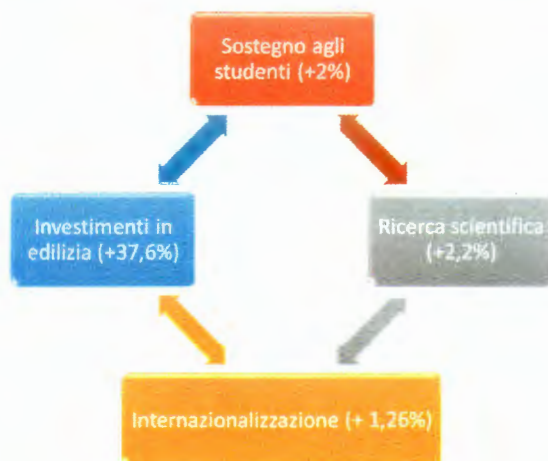 Sostegno agli
studenti (+2%)
Investimenti in
edilizia (+37,6%)
Ricerca scientifica
(+2,2%)
Internazionalizzazione (+ 1,26%)